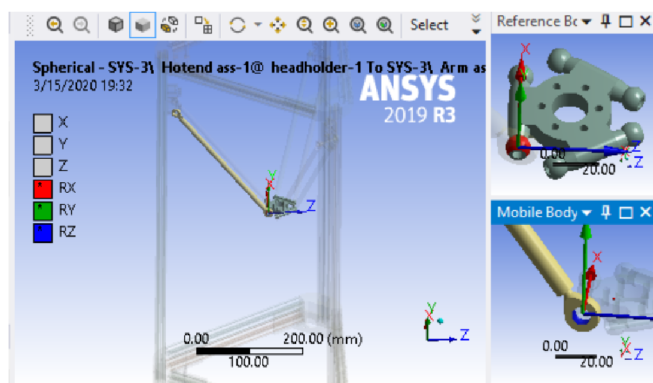 Select
Reference Bc
Spherical - SYS-3\ Hotend ass-1@ headholder-1 To SYS-3\ Arm as
3/15/2020 19:32
ANSYS
2019 R3
X
Y
Z
RX
RY
RZ
Y
X
Z
0.00
200.00 (mm)
100.00
Y
X
Z
X
Z
0.00
20.00
Mobile Body
X
Z
0.00
20.00